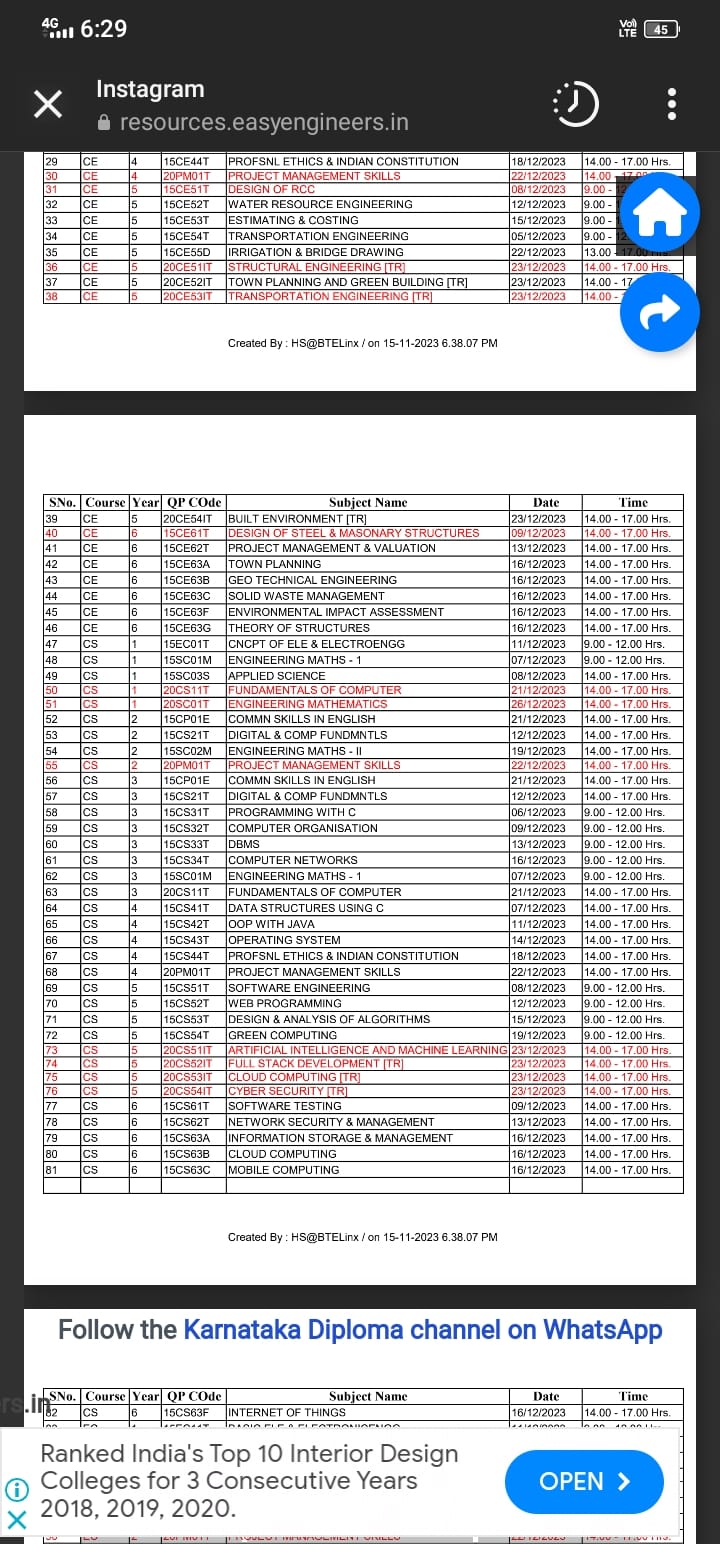 4G 6:29 Vo) LTE 45
Instagram
resources.easyengineers.in
29 CE 4 15CE44T PROFSNL ETHICS & INDIAN CONSTITUTION 18/12/2023 14.00 - 17.00 Hrs.
30 CE 4 20PM01T PROJECT MANAGEMENT SKILLS 22/12/2023 14.00 - 17.00
31 CE 5 15CE51T DESIGN OF RCC 08/12/2023 9.00 - 12
32 CE 5 15CE52T WATER RESOURCE ENGINEERING 12/12/2023 9.00 -
33 CE 5 15CE53T ESTIMATING & COSTING 15/12/2023 9.00 -
34 CE 5 15CE54T TRANSPORTATION ENGINEERING 05/12/2023 9.00 - 12
35 CE 5 15CE55D IRRIGATION & BRIDGE DRAWING 22/12/2023 13.00 - 17.00 Hrs.
36 CE 5 20CE51IT STRUCTURAL ENGINEERING [TR] 23/12/2023 14.00 - 17.00 Hrs.
37 CE 5 20CE52IT TOWN PLANNING AND GREEN BUILDING [TR] 23/12/2023 14.00 - 17
38 CE 5 20CE53IT TRANSPORTATION ENGINEERING [TR] 23/12/2023 14.00 -
Created By : HS@BTELinx / on 15-11-2023 6.38.07 PM
SNo. Course Year QP COde Subject Name Date Time
39 CE 5 20CE54IT BUILT ENVIRONMENT [TR] 23/12/2023 14.00 - 17.00 Hrs.
40 CE 6 15CE61T DESIGN OF STEEL & MASONARY STRUCTURES 09/12/2023 14.00 - 17.00 Hrs.
41 CE 6 15CE62T PROJECT MANAGEMENT & VALUATION 13/12/2023 14.00 - 17.00 Hrs.
42 CE 6 15CE63A TOWN PLANNING 16/12/2023 14.00 - 17.00 Hrs.
43 CE 6 15CE63B GEO TECHNICAL ENGINEERING 16/12/2023 14.00 - 17.00 Hrs.
44 CE 6 15CE63C SOLID WASTE MANAGEMENT 16/12/2023 14.00 - 17.00 Hrs.
45 CE 6 15CE63F ENVIRONMENTAL IMPACT ASSESSMENT 16/12/2023 14.00 - 17.00 Hrs.
46 CE 6 15CE63G THEORY OF STRUCTURES 16/12/2023 14.00 - 17.00 Hrs.
47 CS 1 15EC01T CNCPT OF ELE & ELECTROENGG 11/12/2023 9.00 - 12.00 Hrs.
48 CS 1 15SC01M ENGINEERING MATHS - 1 07/12/2023 9.00 - 12.00 Hrs.
49 CS 1 15SC03S APPLIED SCIENCE 08/12/2023 14.00 - 17.00 Hrs.
50 CS 1 20CS11T FUNDAMENTALS OF COMPUTER 21/12/2023 14.00 - 17.00 Hrs.
51 CS 1 20SC01T ENGINEERING MATHEMATICS 26/12/2023 14.00 - 17.00 Hrs.
52 CS 2 15CP01E COMMN SKILLS IN ENGLISH 21/12/2023 14.00 - 17.00 Hrs.
53 CS 2 15CS21T DIGITAL & COMP FUNDMNTLS 12/12/2023 14.00 - 17.00 Hrs.
54 CS 2 15SC02M ENGINEERING MATHS - II 19/12/2023 14.00 - 17.00 Hrs.
55 CS 2 20PM01T PROJECT MANAGEMENT SKILLS 22/12/2023 14.00 - 17.00 Hrs.
56 CS 3 15CP01E COMMN SKILLS IN ENGLISH 21/12/2023 14.00 - 17.00 Hrs.
57 CS 3 15CS21T DIGITAL & COMP FUNDMNTLS 12/12/2023 14.00 - 17.00 Hrs.
58 CS 3 15CS31T PROGRAMMING WITH C 06/12/2023 9.00 - 12.00 Hrs.
59 CS 3 15CS32T COMPUTER ORGANISATION 09/12/2023 9.00 - 12.00 Hrs.
60 CS 3 15CS33T DBMS 13/12/2023 9.00 - 12.00 Hrs.
61 CS 3 15CS34T COMPUTER NETWORKS 16/12/2023 9.00 - 12.00 Hrs.
62 CS 3 15SC01M ENGINEERING MATHS - 1 07/12/2023 9.00 - 12.00 Hrs.
63 CS 3 20CS11T FUNDAMENTALS OF COMPUTER 21/12/2023 14.00 - 17.00 Hrs.
64 CS 4 15CS41T DATA STRUCTURES USING C 07/12/2023 14.00 - 17.00 Hrs.
65 CS 4 15CS42T OOP WITH JAVA 11/12/2023 14.00 - 17.00 Hrs.
66 CS 4 15CS43T OPERATING SYSTEM 14/12/2023 14.00 - 17.00 Hrs.
67 CS 4 15CS44T PROFSNL ETHICS & INDIAN CONSTITUTION 18/12/2023 14.00 - 17.00 Hrs.
68 CS 4 20PM01T PROJECT MANAGEMENT SKILLS 22/12/2023 14.00 - 17.00 Hrs.
69 CS 5 15CS51T SOFTWARE ENGINEERING 08/12/2023 9.00 - 12.00 Hrs.
70 CS 5 15CS52T WEB PROGRAMMING 12/12/2023 9.00 - 12.00 Hrs.
71 CS 5 15CS53T DESIGN & ANALYSIS OF ALGORITHMS 15/12/2023 9.00 - 12.00 Hrs.
72 CS 5 15CS54T GREEN COMPUTING 19/12/2023 9.00 - 12.00 Hrs.
73 CS 5 20CS51IT ARTIFICIAL INTELLIGENCE AND MACHINE LEARNING 23/12/2023 14.00 - 17.00 Hrs.
74 CS 5 20CS52IT FULL STACK DEVELOPMENT [TR] 23/12/2023 14.00 - 17.00 Hrs.
75 CS 5 20CS53IT CLOUD COMPUTING [TR] 23/12/2023 14.00 - 17.00 Hrs.
76 CS 5 20CS54IT CYBER SECURITY [TR] 23/12/2023 14.00 - 17.00 Hrs.
77 CS 6 15CS61T SOFTWARE TESTING 09/12/2023 14.00 - 17.00 Hrs.
78 CS 6 15CS62T NETWORK SECURITY & MANAGEMENT 13/12/2023 14.00 - 17.00 Hrs.
79 CS 6 15CS63A INFORMATION STORAGE & MANAGEMENT 16/12/2023 14.00 - 17.00 Hrs.
80 CS 6 15CS63B CLOUD COMPUTING 16/12/2023 14.00 - 17.00 Hrs.
81 CS 6 15CS63C MOBILE COMPUTING 16/12/2023 14.00 - 17.00 Hrs.
Created By : HS@BTELinx / on 15-11-2023 6.38.07 PM
Follow the Karnataka Diploma channel on WhatsApp
rs.in
SNo. Course Year QP COde Subject Name Date Time
82 CS 6 15CS63F INTERNET OF THINGS 16/12/2023 14.00 - 17.00 Hrs.
Ranked India's Top 10 Interior Design
Colleges for 3 Consecutive Years
2018, 2019, 2020.
OPEN